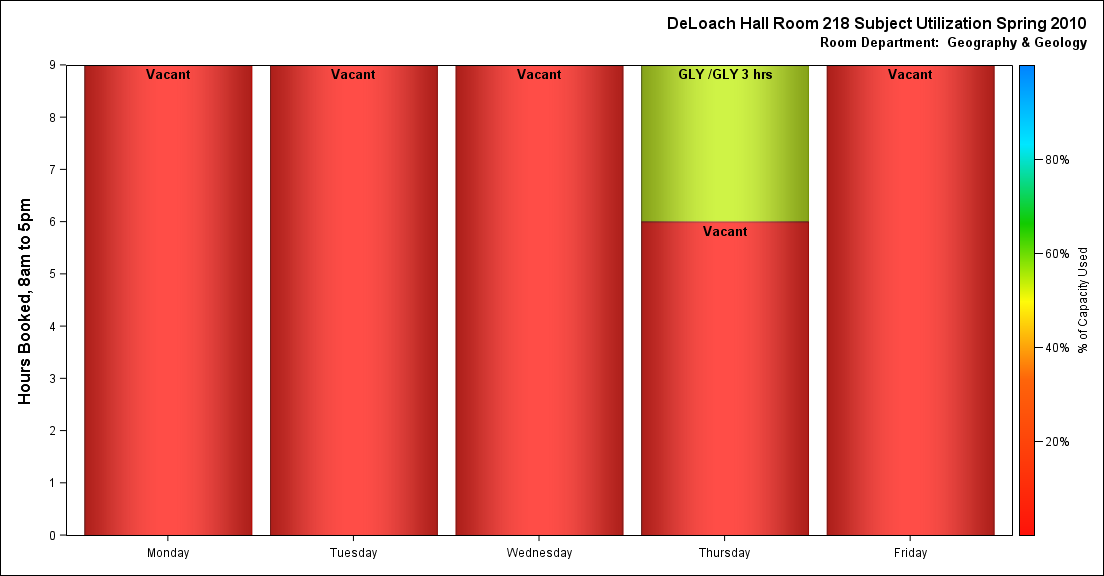 DeLoach Hall Room 218 Subject Utilization Spring 2010
Room Department:  Geography & Geology
Hours Booked, 8am to 5pm
9
8
7
6
5
4
3
2
1
0
Vacant
Vacant
Vacant
GLY /GLY 3 hrs
Vacant
Vacant
Monday
Tuesday
Wednesday
Thursday
Friday
80%
60%
40%
20%
% of Capacity Used